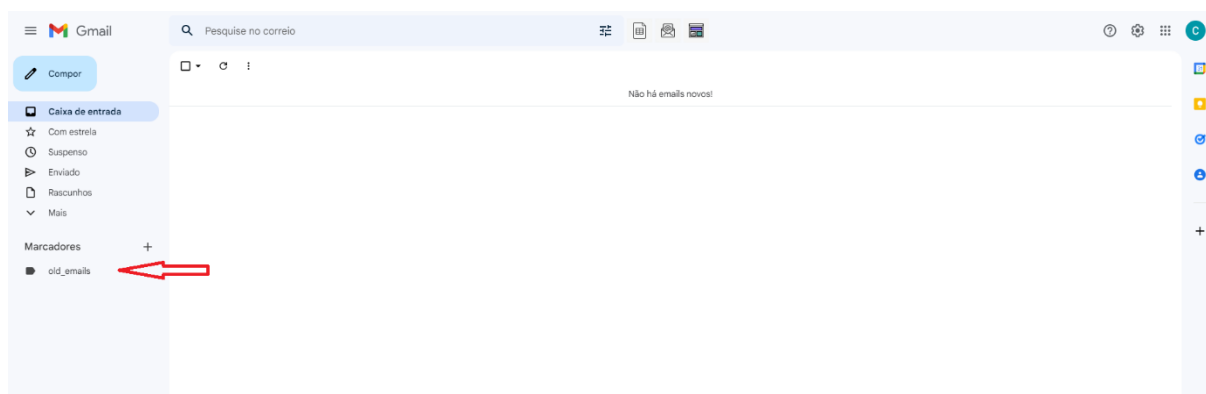 Gmail
Pesquise no correio
C
Compor
Não há emails novos!
Caixa de entrada
Com estrela
Suspenso
Enviado
Rascunhos
Mais
Marcadores
old_emails